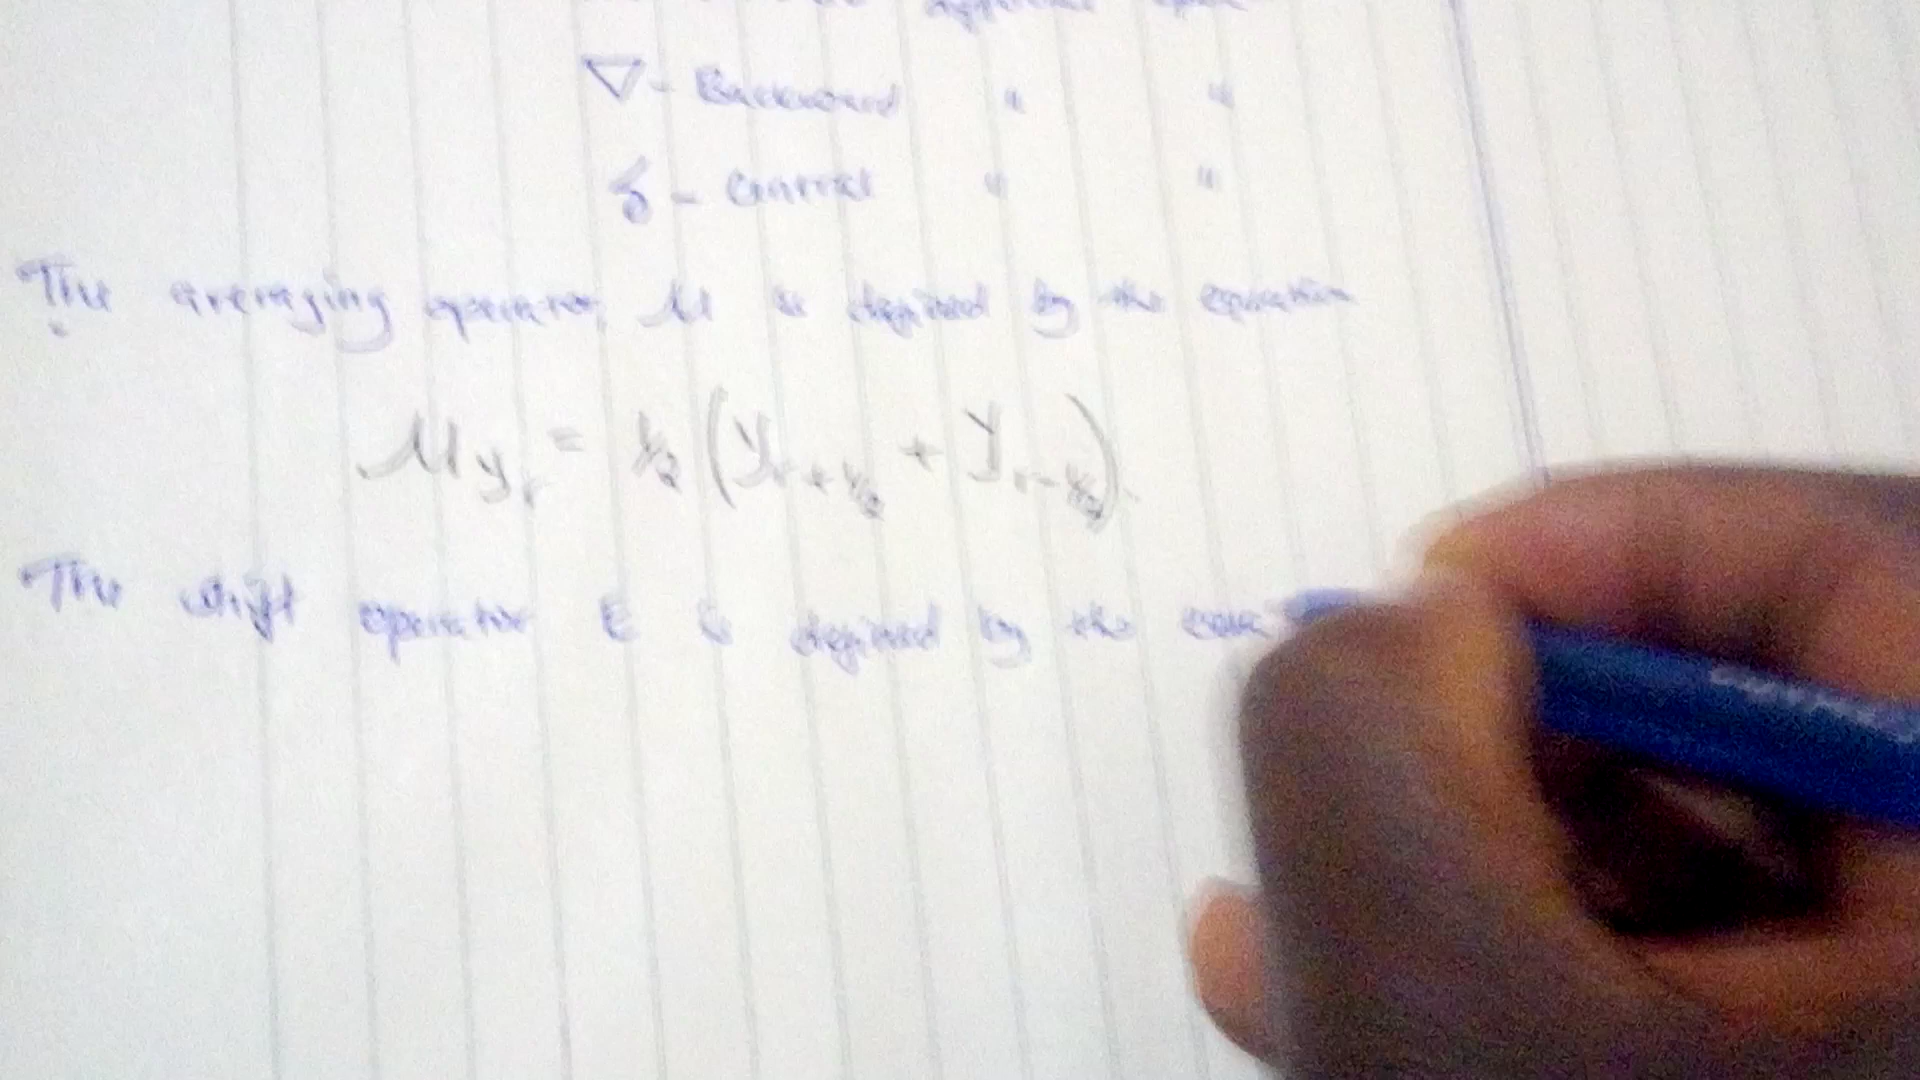 ∇ - Backward " "
δ - Central " "
The averaging operator, μ is defined by the equation
μy_r = ½ (y_{r+½} + y_{r-½}).
The shift operator E is defined by the